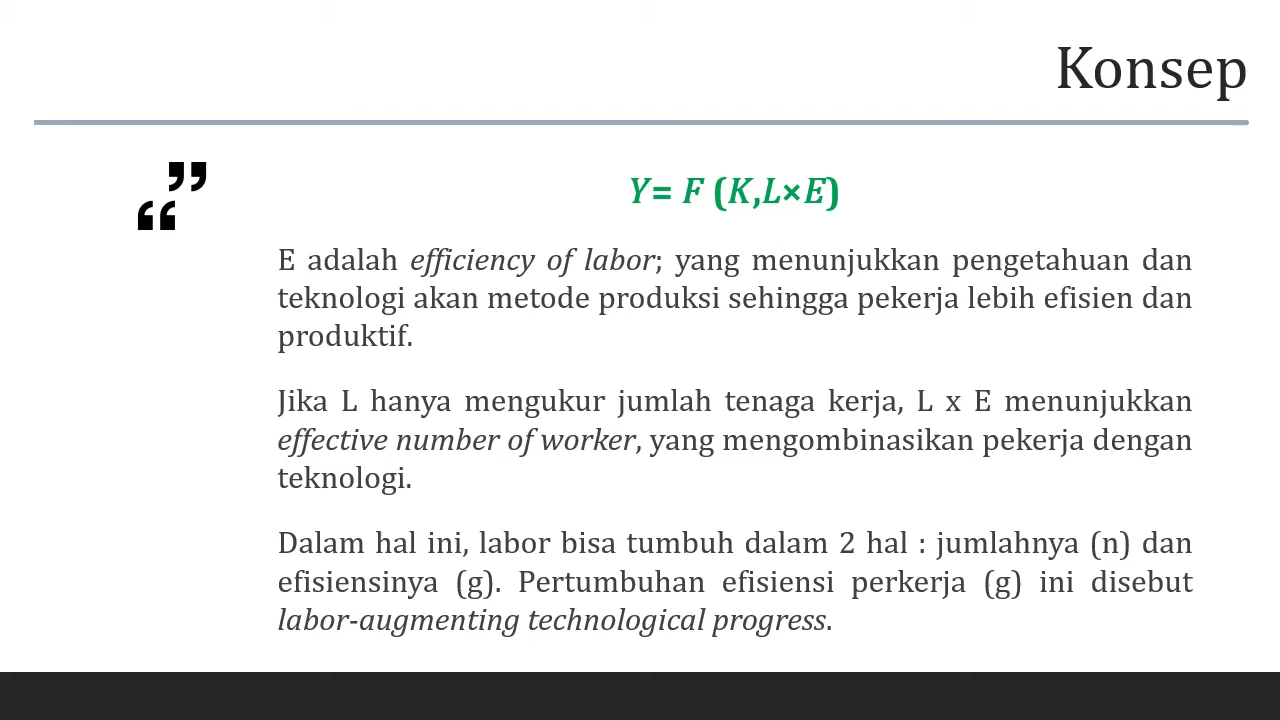 Konsep
Y= F (K,L×E)
E adalah efficiency of labor; yang menunjukkan pengetahuan dan
teknologi akan metode produksi sehingga pekerja lebih efisien dan
produktif.
Jika L hanya mengukur jumlah tenaga kerja, L x E menunjukkan
effective number of worker, yang mengombinasikan pekerja dengan
teknologi.
Dalam hal ini, labor bisa tumbuh dalam 2 hal : jumlahnya (n) dan
efisiensinya (g). Pertumbuhan efisiensi perkerja (g) ini disebut
labor-augmenting technological progress.